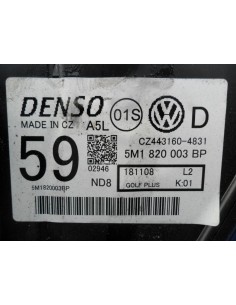 DENSO 01S D
MADE IN CZ A5L
CZ443160-4831
59 5M1 820 003 BP
02946 181108 L2
5M1820003BP ND8 GOLF PLUS K:01